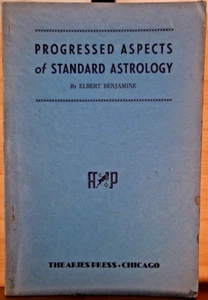 PROGRESSED ASPECTS
of STANDARD ASTROLOGY
By ELBERT BENJAMINE
A P
THE ARIES PRESS • CHICAGO